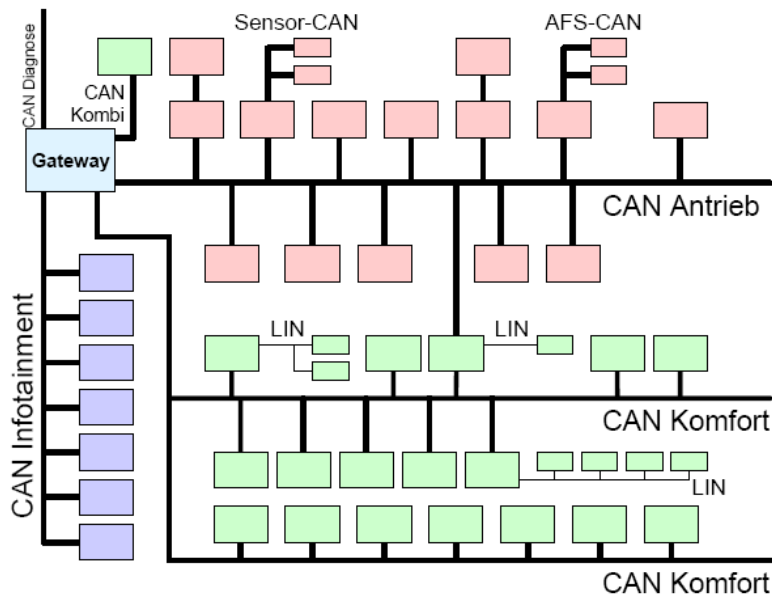 Sensor-CAN
AFS-CAN
CAN Diagnose
CAN
Kombi
Gateway
CAN Antrieb
CAN Infotainment
LIN
LIN
CAN Komfort
LIN
CAN Komfort